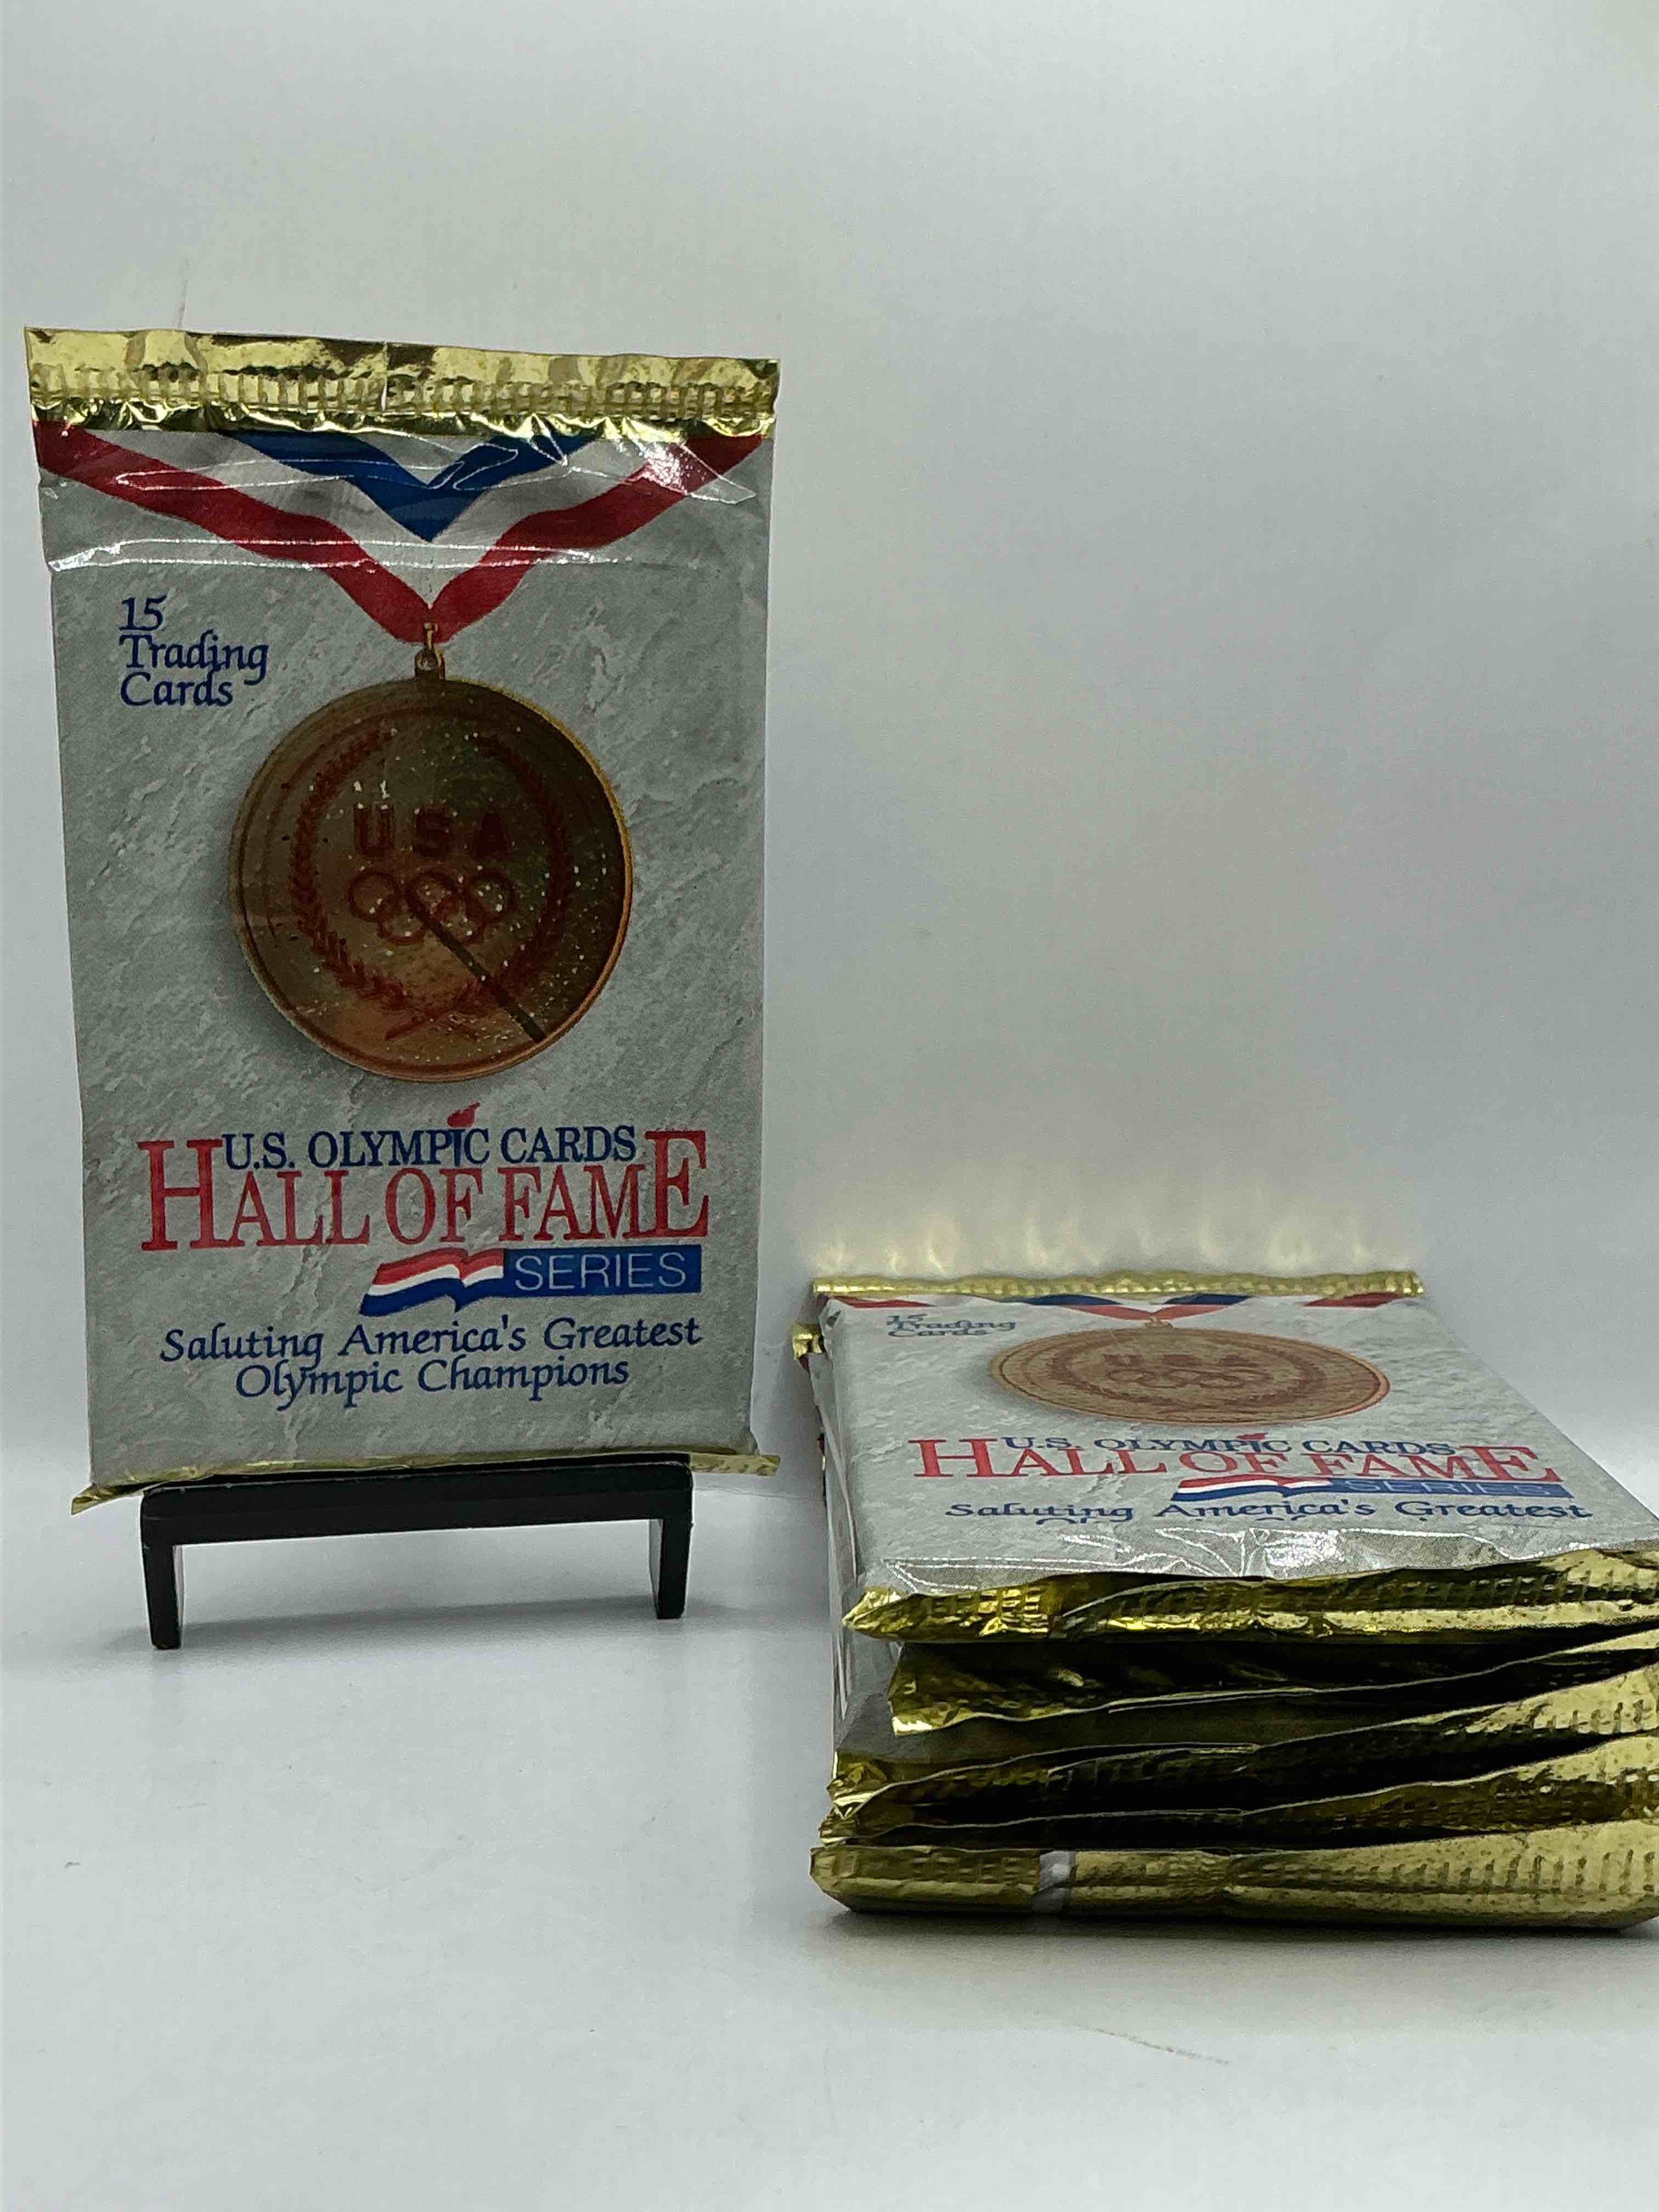 15
Trading
Cards
USA
U.S. OLYMPIC CARDS
HALL OF FAME
SERIES
Saluting America's Greatest
Olympic Champions
15
Trading
Cards
USA
U.S. OLYMPIC CARDS
HALL OF FAME
SERIES
Saluting America's Greatest